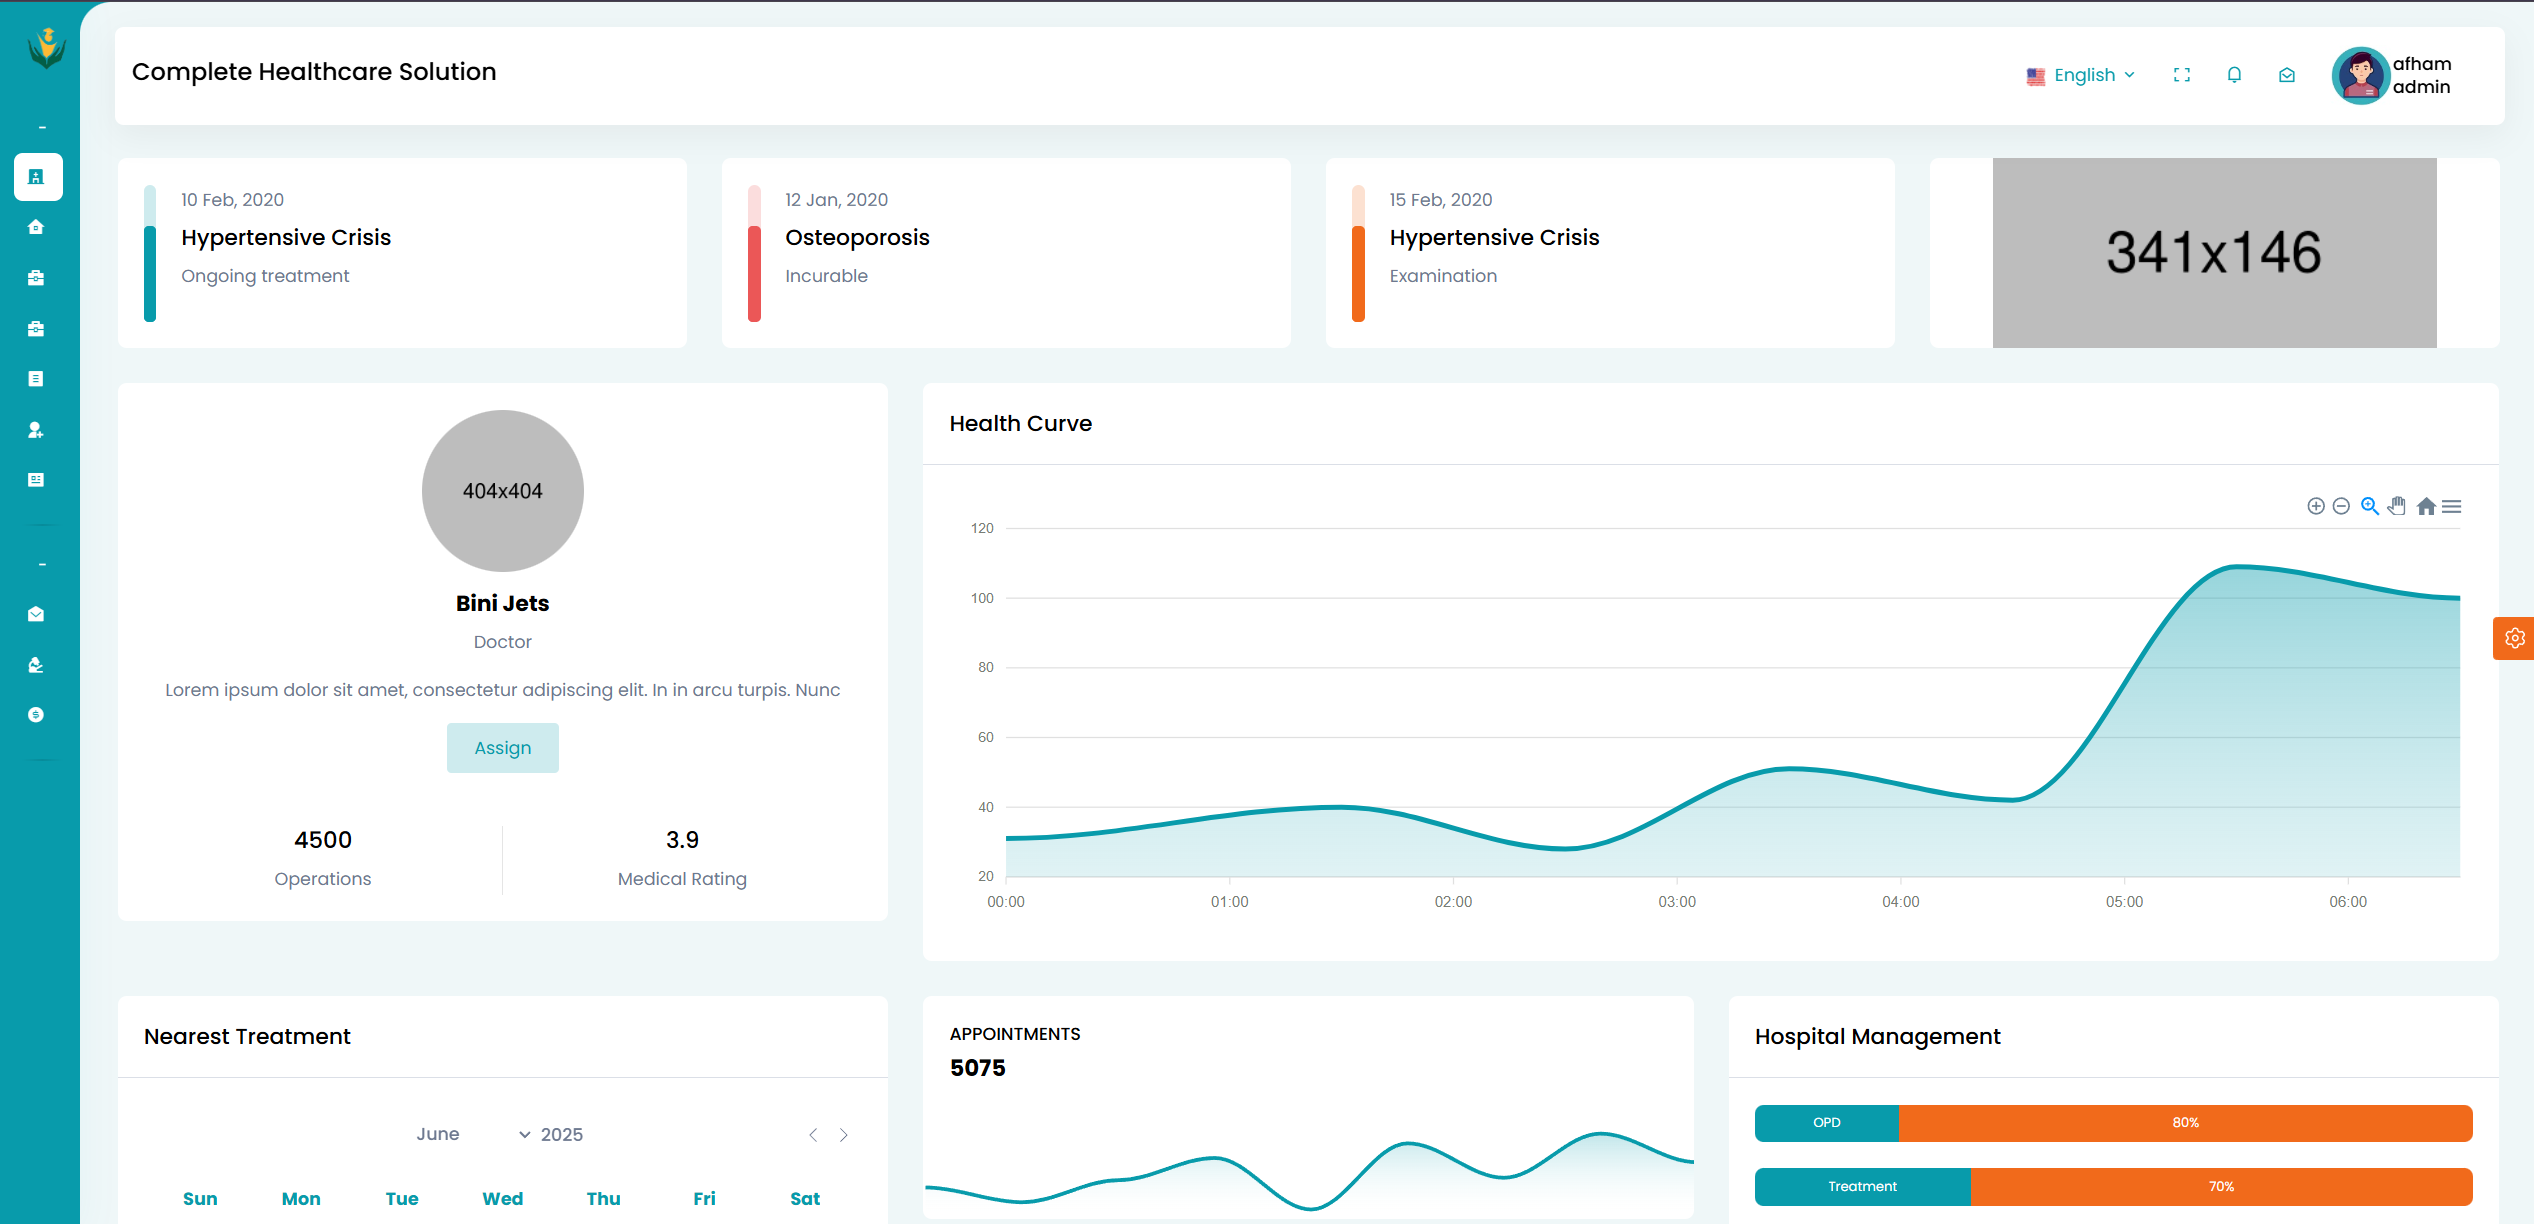 Complete Healthcare Solution
English
afham
admin
10 Feb, 2020
Hypertensive Crisis
Ongoing treatment
12 Jan, 2020
Osteoporosis
Incurable
15 Feb, 2020
Hypertensive Crisis
Examination
341x146
404x404
Bini Jets
Doctor
Lorem ipsum dolor sit amet, consectetur adipiscing elit. In in arcu turpis. Nunc
Assign
4500
Operations
3.9
Medical Rating
Health Curve
120
100
80
60
40
20
00:00 01:00 02:00 03:00 04:00 05:00 06:00
Nearest Treatment
June 2025
Sun Mon Tue Wed Thu Fri Sat
APPOINTMENTS
5075
Hospital Management
OPD 80%
Treatment 70%